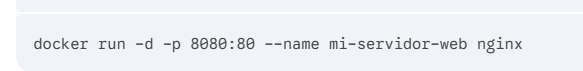 docker run -d -p 8080:80 --name mi-servidor-web nginx